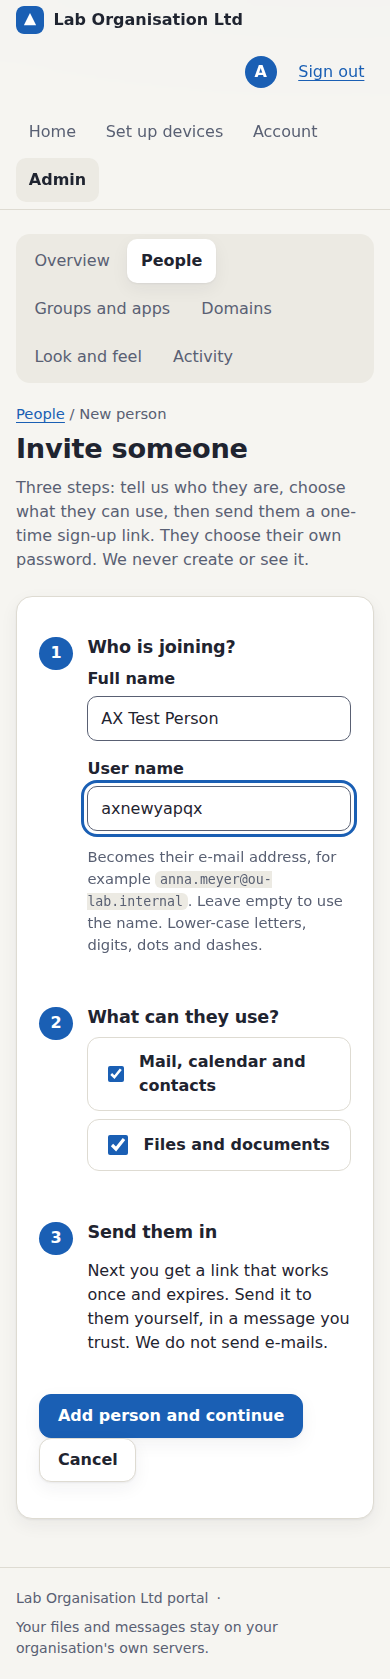 Lab Organisation Ltd
A Sign out
Home Set up devices Account
Admin
Overview People
Groups and apps Domains
Look and feel Activity
People / New person
Invite someone
Three steps: tell us who they are, choose
what they can use, then send them a one-
time sign-up link. They choose their own
password. We never create or see it.
1 Who is joining?
Full name
AX Test Person
User name
axnewyapqx
Becomes their e-mail address, for
example anna.meyer@ou-
lab.internal. Leave empty to use
the name. Lower-case letters,
digits, dots and dashes.
2 What can they use?
Mail, calendar and
contacts
Files and documents
3 Send them in
Next you get a link that works
once and expires. Send it to
them yourself, in a message you
trust. We do not send e-mails.
Add person and continue
Cancel
Lab Organisation Ltd portal ·
Your files and messages stay on your
organisation's own servers.